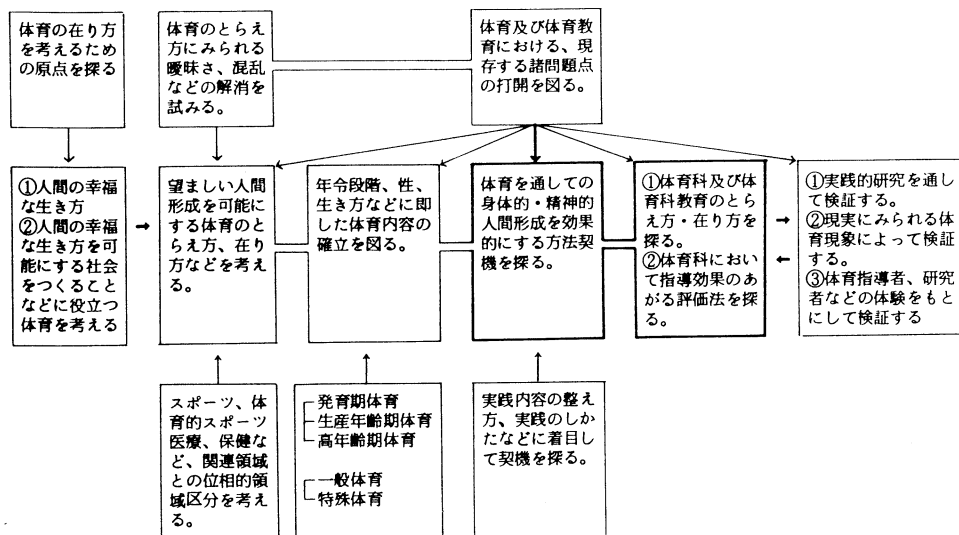 体育の在り方
を考えるため
の原点を探る
体育のとらえ
方にみられる
曖昧さ、混乱
などの解消を
試みる。
体育及び体育教
育における、現
存する諸問題点
の打開を図る。
①人間の幸福
な生き方
②人間の幸福
な生き方を可
能にする社会
をつくること
などに役立つ
体育を考える
望ましい人間
形成を可能に
する体育のと
らえ方、在り
方などを考え
る。
年令段階、性、
生き方などに即
した体育内容の
確立を図る。
体育を通しての
身体的・精神的
人間形成を効果
的にする方法契
機を探る。
①体育科及び体
育科教育のとら
え方・在り方を
探る。
②体育科におい
て指導効果のあ
がる評価法を探
る。
①実践的研究を通
して検証する。
②現実にみられる体
育現象によって検証
する。
③体育指導者、研究
者などの体験をもと
にして検証する
スポーツ、体
育的スポーツ
医療、保健な
ど、関連領域
との位相的領
域区分を考え
る。
発育期体育
生産年齢期体育
高年齢期体育
一般体育
特殊体育
実践内容の整え
方、実践のしか
たなどに着目し
て契機を探る。